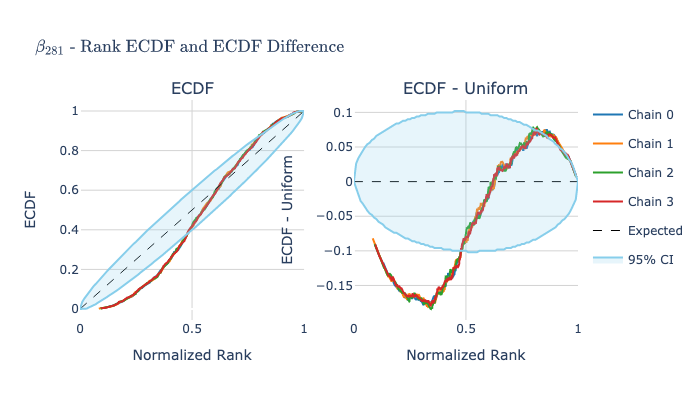 β281 - Rank ECDF and ECDF Difference
ECDF
ECDF - Uniform
ECDF
1
0.8
0.6
0.4
0.2
0
0
0.5
1
Normalized Rank
ECDF - Uniform
0.1
0.05
0
−0.05
−0.1
−0.15
0
0.5
1
Normalized Rank
Chain 0
Chain 1
Chain 2
Chain 3
Expected
95% CI